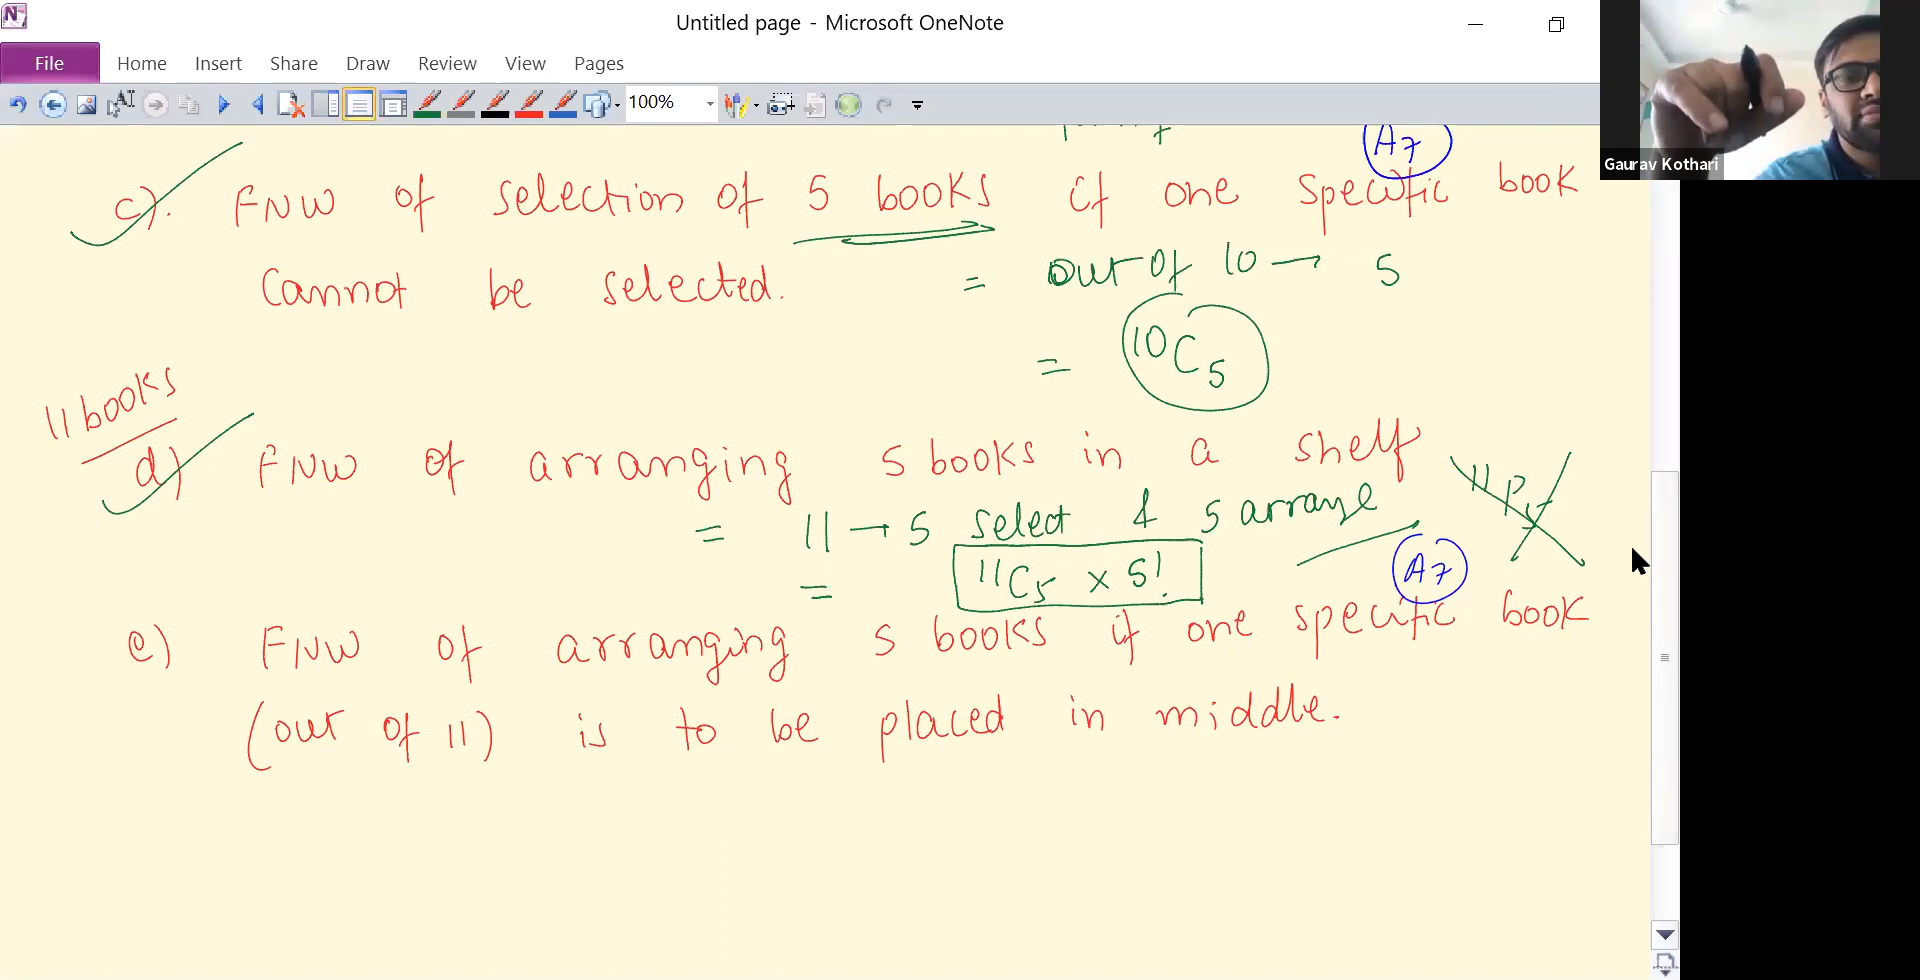 Untitled page - Microsoft OneNote
File Home Insert Share Draw Review View Pages
100%
Gaurav Kothari
A7
c). FNW of selection of 5 books if one specific book
cannot be selected. = out of 10 → 5
= ¹⁰C₅
11 books
d) FNW of arranging 5 books in a shelf
= 11 → 5 select & 5 arrange
¹¹P₅
= ¹¹C₅ × 5!
A7
e) FNW of arranging 5 books if one specific book
(out of 11) is to be placed in middle.